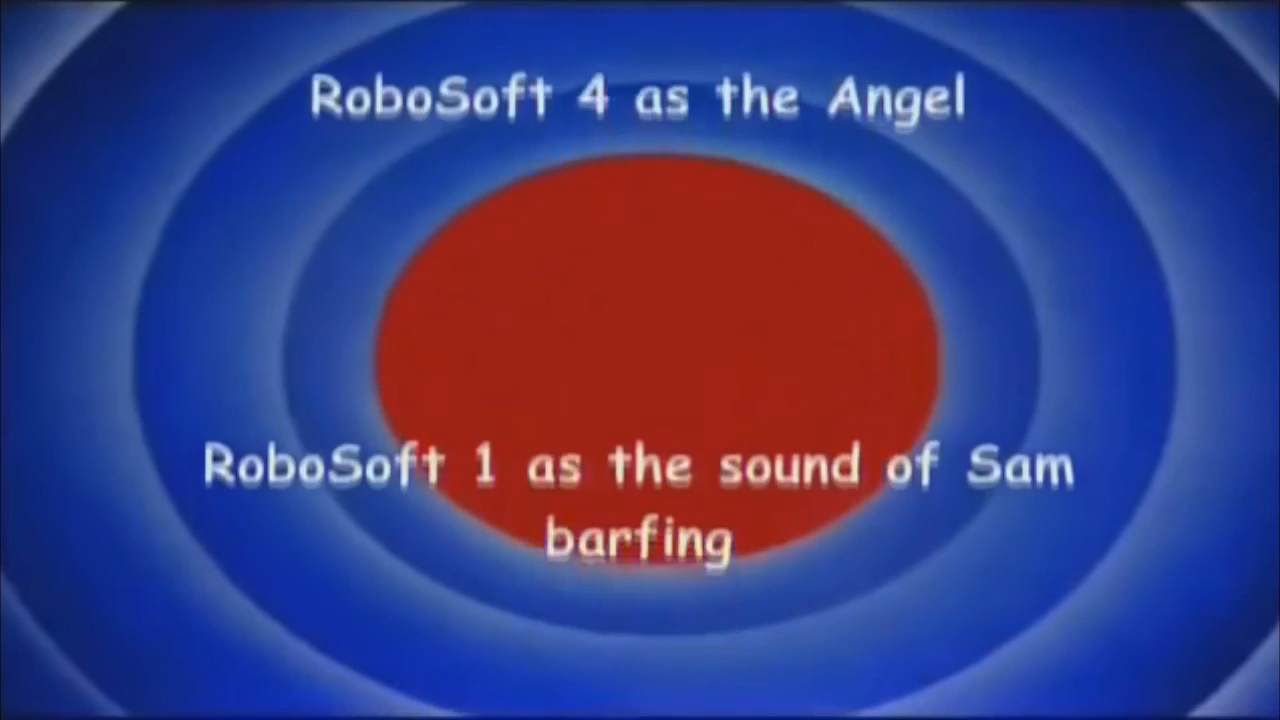 RoboSoft 4 as the Angel
RoboSoft 1 as the sound of Sam
barfing